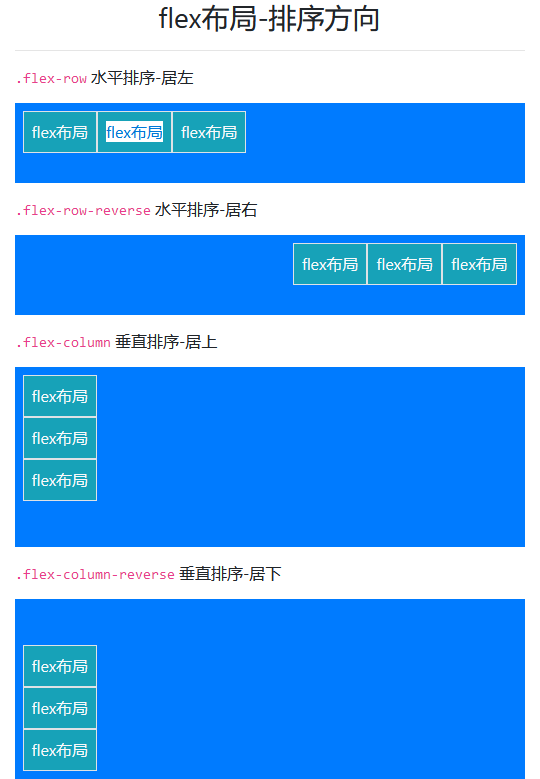 flex布局-排序方向
.flex-row 水平排序-居左
flex布局 flex布局 flex布局
.flex-row-reverse 水平排序-居右
flex布局 flex布局 flex布局
.flex-column 垂直排序-居上
flex布局
flex布局
flex布局
.flex-column-reverse 垂直排序-居下
flex布局
flex布局
flex布局